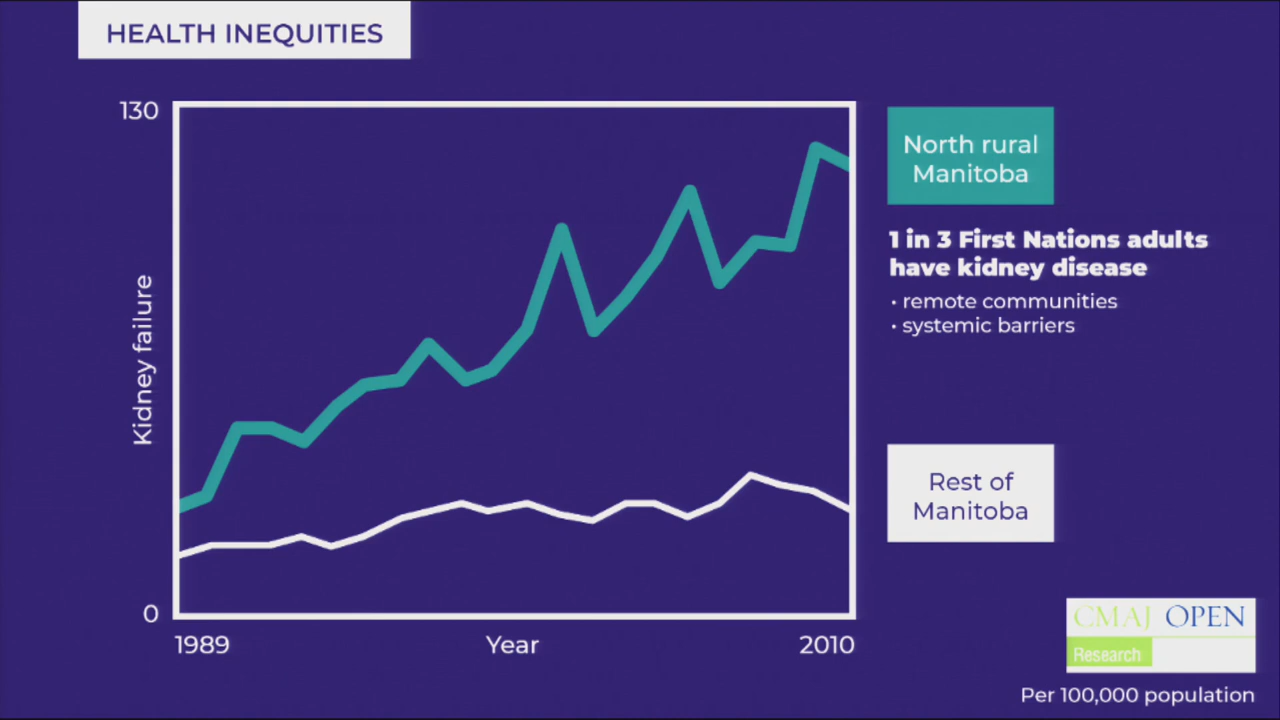 HEALTH INEQUITIES
130
Kidney failure
0
1989
Year
2010
North rural
Manitoba
1 in 3 First Nations adults
have kidney disease
• remote communities
• systemic barriers
Rest of
Manitoba
CMAJ OPEN
Research
Per 100,000 population